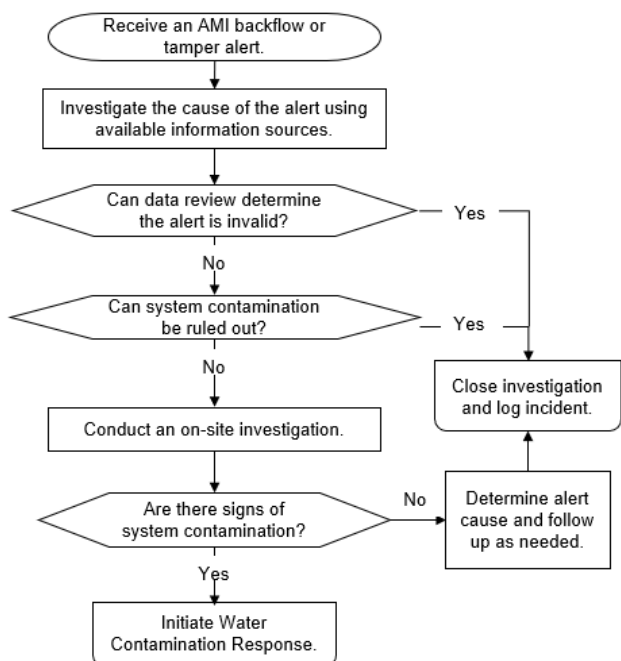 Receive an AMI backflow or
tamper alert.
Investigate the cause of the alert using
available information sources.
Can data review determine
the alert is invalid?
Yes
No
Can system contamination
be ruled out?
Yes
No
Close investigation
and log incident.
Conduct an on-site investigation.
Are there signs of
system contamination?
No
Determine alert
cause and follow
up as needed.
Yes
Initiate Water
Contamination Response.